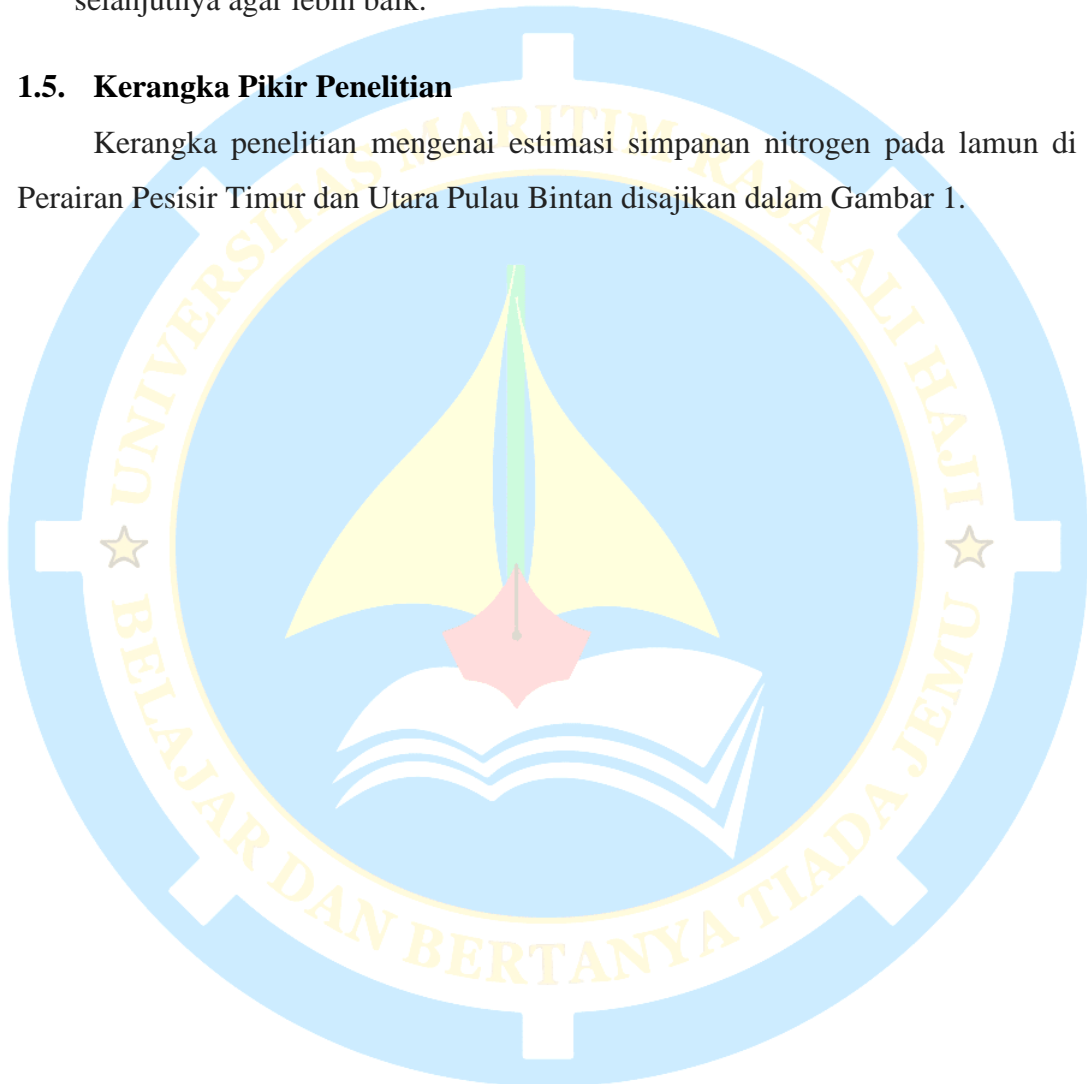 selanjutnya agar lebih baik.
1.5. Kerangka Pikir Penelitian
Kerangka penelitian mengenai estimasi simpanan nitrogen pada lamun di
Perairan Pesisir Timur dan Utara Pulau Bintan disajikan dalam Gambar 1.
UNIVERSITAS MARITIM RAJA ALI HAJI
BELAJAR DAN BERTANYA TIADA JEMU